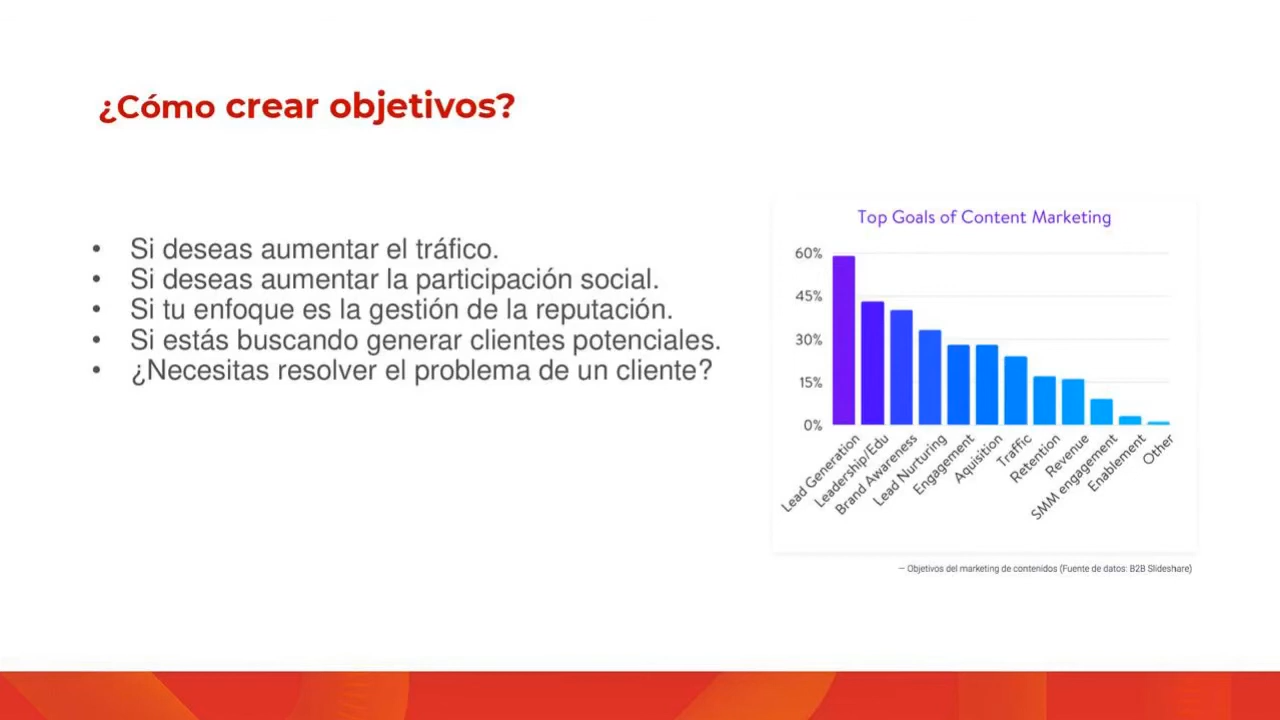 ¿Cómo crear objetivos?
• Si deseas aumentar el tráfico.
• Si deseas aumentar la participación social.
• Si tu enfoque es la gestión de la reputación.
• Si estás buscando generar clientes potenciales.
• ¿Necesitas resolver el problema de un cliente?
Top Goals of Content Marketing
60%
45%
30%
15%
0%
Lead Generation
Leadership/Edu
Brand Awareness
Lead Nurturing
Engagement
Aquisition
Traffic
Retention
Revenue
SMM engagement
Enablement
Other
— Objetivos del marketing de contenidos (Fuente de datos: B2B Slideshare)